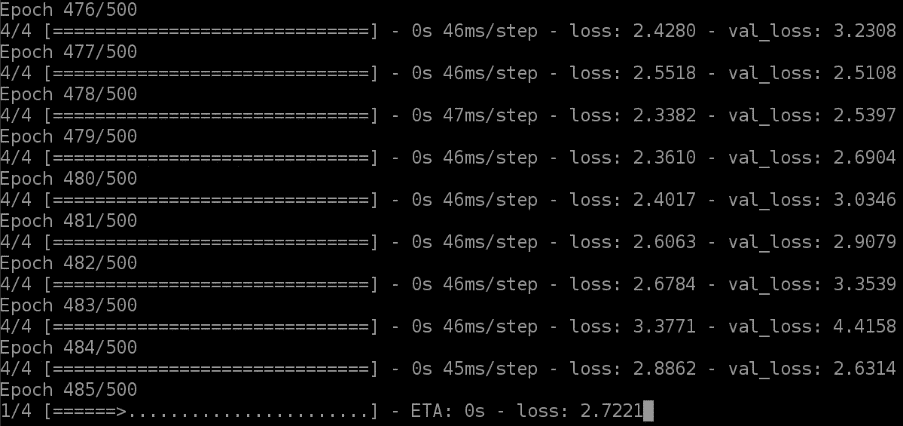 Epoch 476/500
4/4 [==============================] - 0s 46ms/step - loss: 2.4280 - val_loss: 3.2308
Epoch 477/500
4/4 [==============================] - 0s 46ms/step - loss: 2.5518 - val_loss: 2.5108
Epoch 478/500
4/4 [==============================] - 0s 47ms/step - loss: 2.3382 - val_loss: 2.5397
Epoch 479/500
4/4 [==============================] - 0s 46ms/step - loss: 2.3610 - val_loss: 2.6904
Epoch 480/500
4/4 [==============================] - 0s 46ms/step - loss: 2.4017 - val_loss: 3.0346
Epoch 481/500
4/4 [==============================] - 0s 46ms/step - loss: 2.6063 - val_loss: 2.9079
Epoch 482/500
4/4 [==============================] - 0s 46ms/step - loss: 2.6784 - val_loss: 3.3539
Epoch 483/500
4/4 [==============================] - 0s 46ms/step - loss: 3.3771 - val_loss: 4.4158
Epoch 484/500
4/4 [==============================] - 0s 45ms/step - loss: 2.8862 - val_loss: 2.6314
Epoch 485/500
1/4 [======>.......................] - ETA: 0s - loss: 2.7221